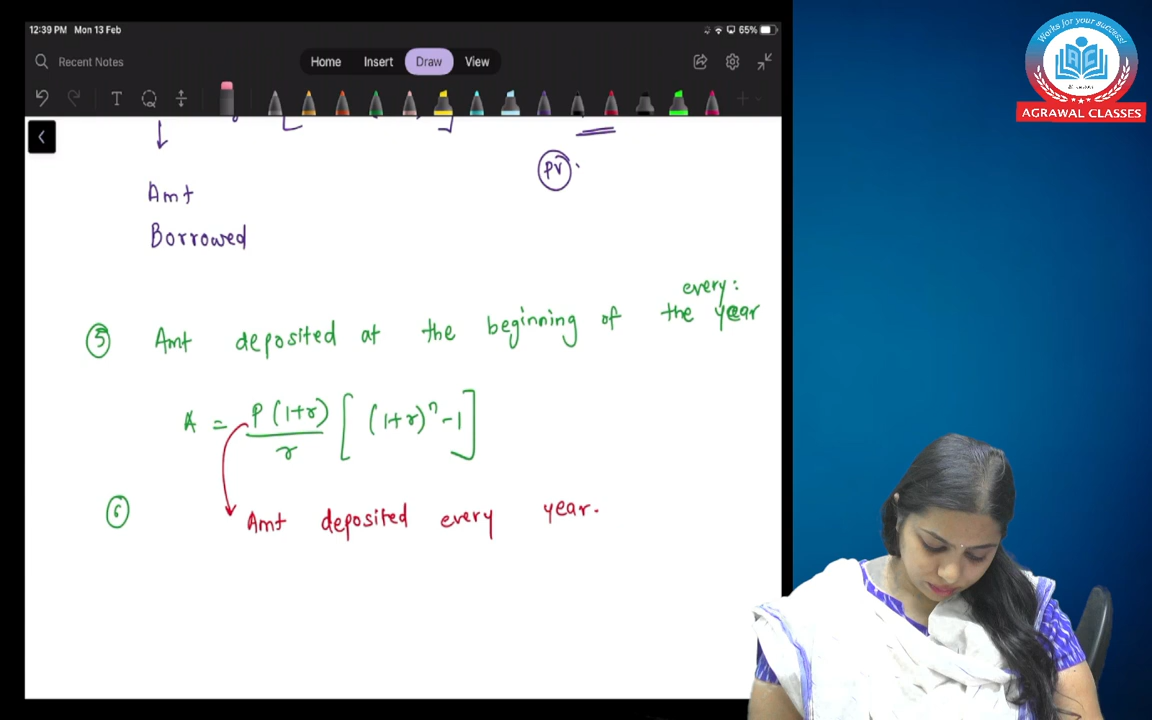 12:39 PM Mon 13 Feb
65%
Recent Notes
Home Insert Draw View
T
Works for your success!
AC
AGRAWAL CLASSES
PV
Amt
Borrowed
every:
5 Amt deposited at the beginning of the year
A = P(1+r)/r [(1+r)^n - 1]
6
Amt deposited every year.